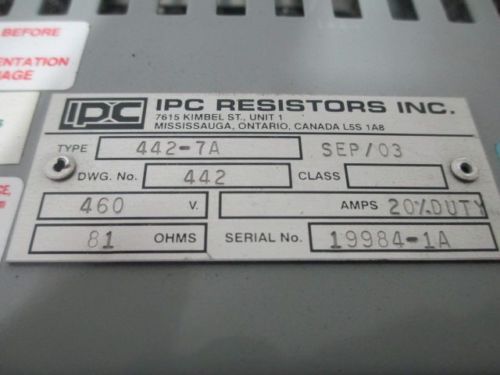 BEFORE
ENTATION
AGE
IPC
IPC RESISTORS INC.
7615 KIMBEL ST., UNIT 1
MISSISSAUGA, ONTARIO, CANADA L5S 1A8
TYPE 442-7A SEP/03
DWG. No. 442 CLASS
460 V. AMPS 20%DUTY
81 OHMS SERIAL No. 19984-1A